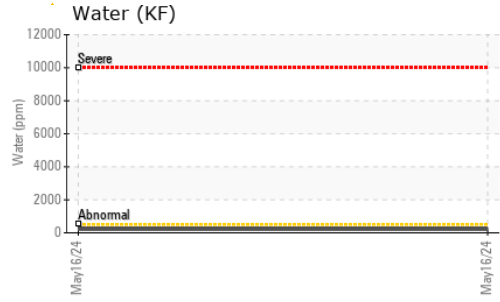 Water (KF)
12000
10000
8000
6000
4000
2000
0
Water (ppm)
Severe
Abnormal
May16/24
May16/24